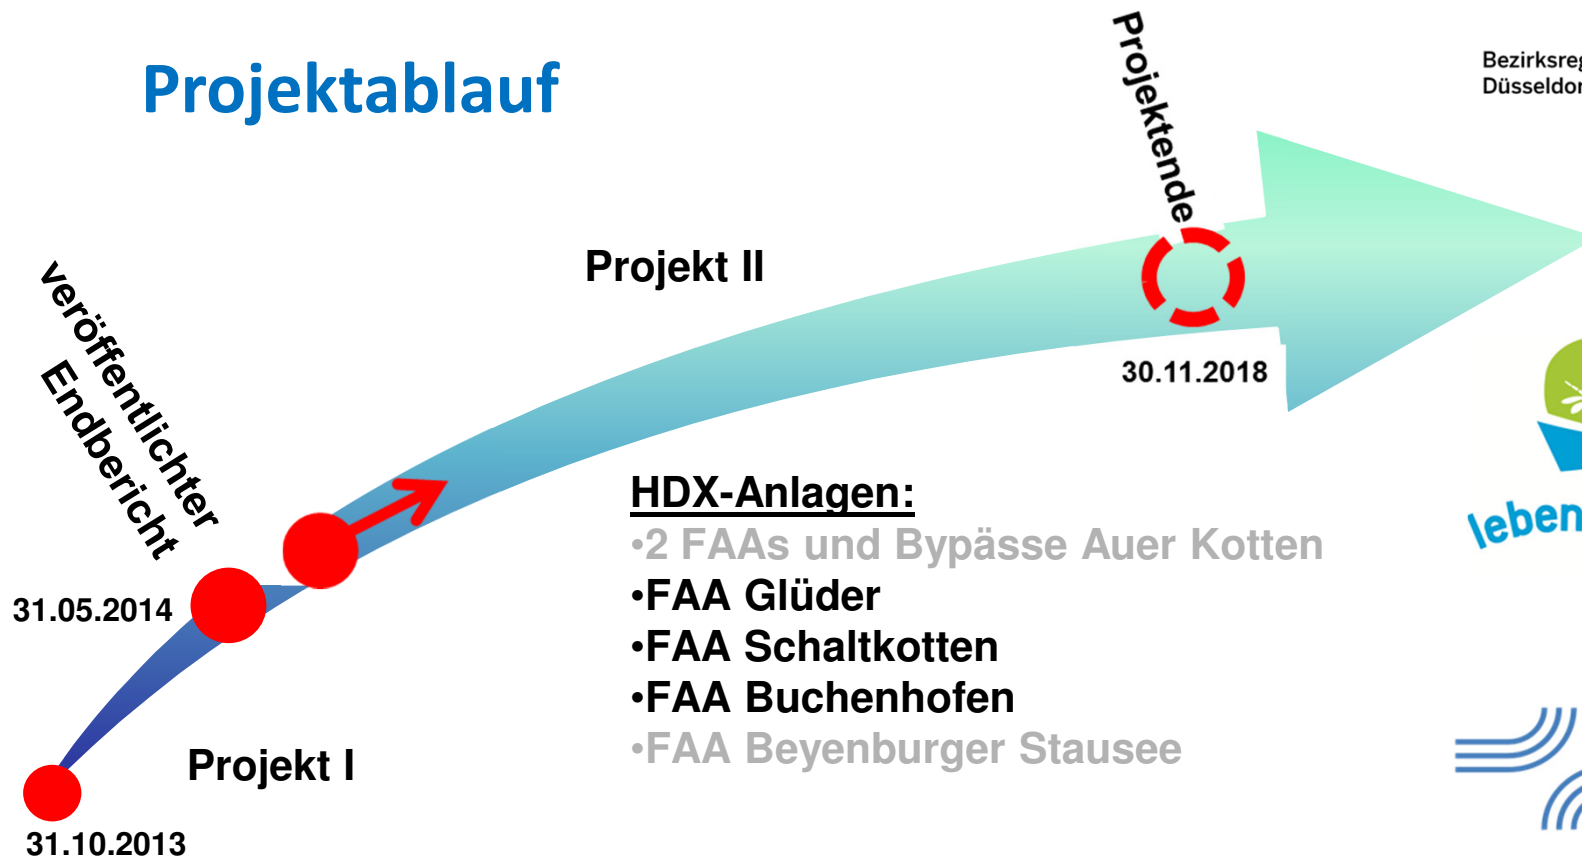 Projektablauf
Projektende
Bezirksreg
Düsseldor
Projekt II
veröffentlichter
Endbericht
30.11.2018
HDX-Anlagen:
•2 FAAs und Bypässe Auer Kotten
•FAA Glüder
•FAA Schaltkotten
•FAA Buchenhofen
•FAA Beyenburger Stausee
leben
31.05.2014
Projekt I
31.10.2013